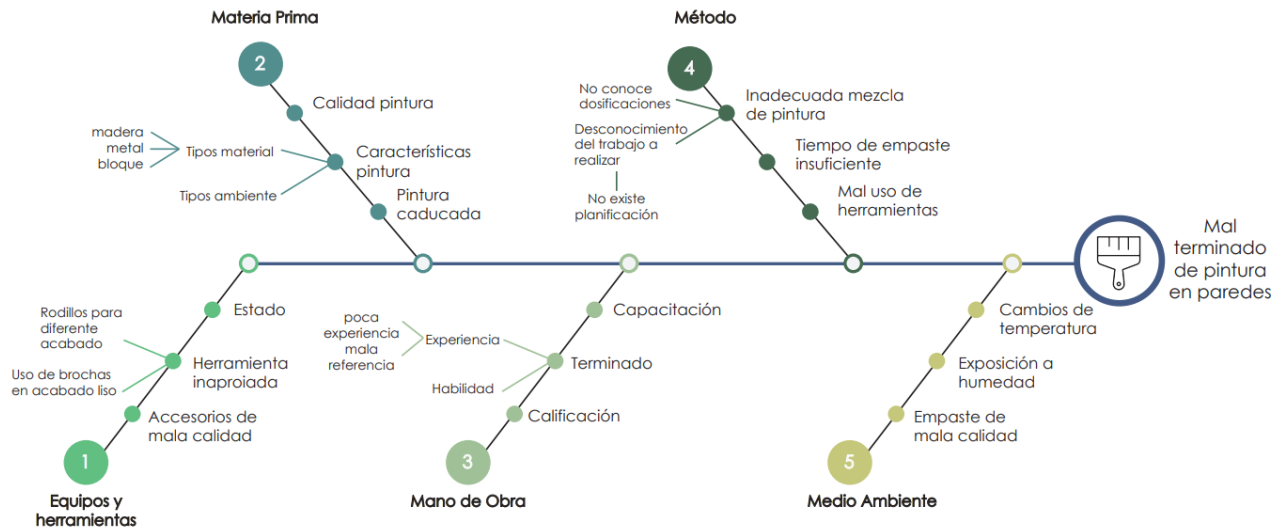 Materia Prima
2
Calidad pintura
madera
metal
bloque
Tipos material
Características
pintura
Tipos ambiente
Pintura
caducada
Método
4
No conoce
dosificaciones
Inadecuada mezcla
de pintura
Desconocimiento
del trabajo a
realizar
Tiempo de empaste
insuficiente
No existe
planificación
Mal uso de
herramientas
Mal
terminado
de pintura
en paredes
Estado
Rodillos para
diferente
acabado
Herramienta
inaproiada
Uso de brochas
en acabado liso
Accesorios de
mala calidad
1
Equipos y
herramientas
Capacitación
poca
experiencia
mala
referencia
Experiencia
Terminado
Habilidad
Calificación
3
Mano de Obra
Cambios de
temperatura
Exposición a
humedad
Empaste de
mala calidad
5
Medio Ambiente